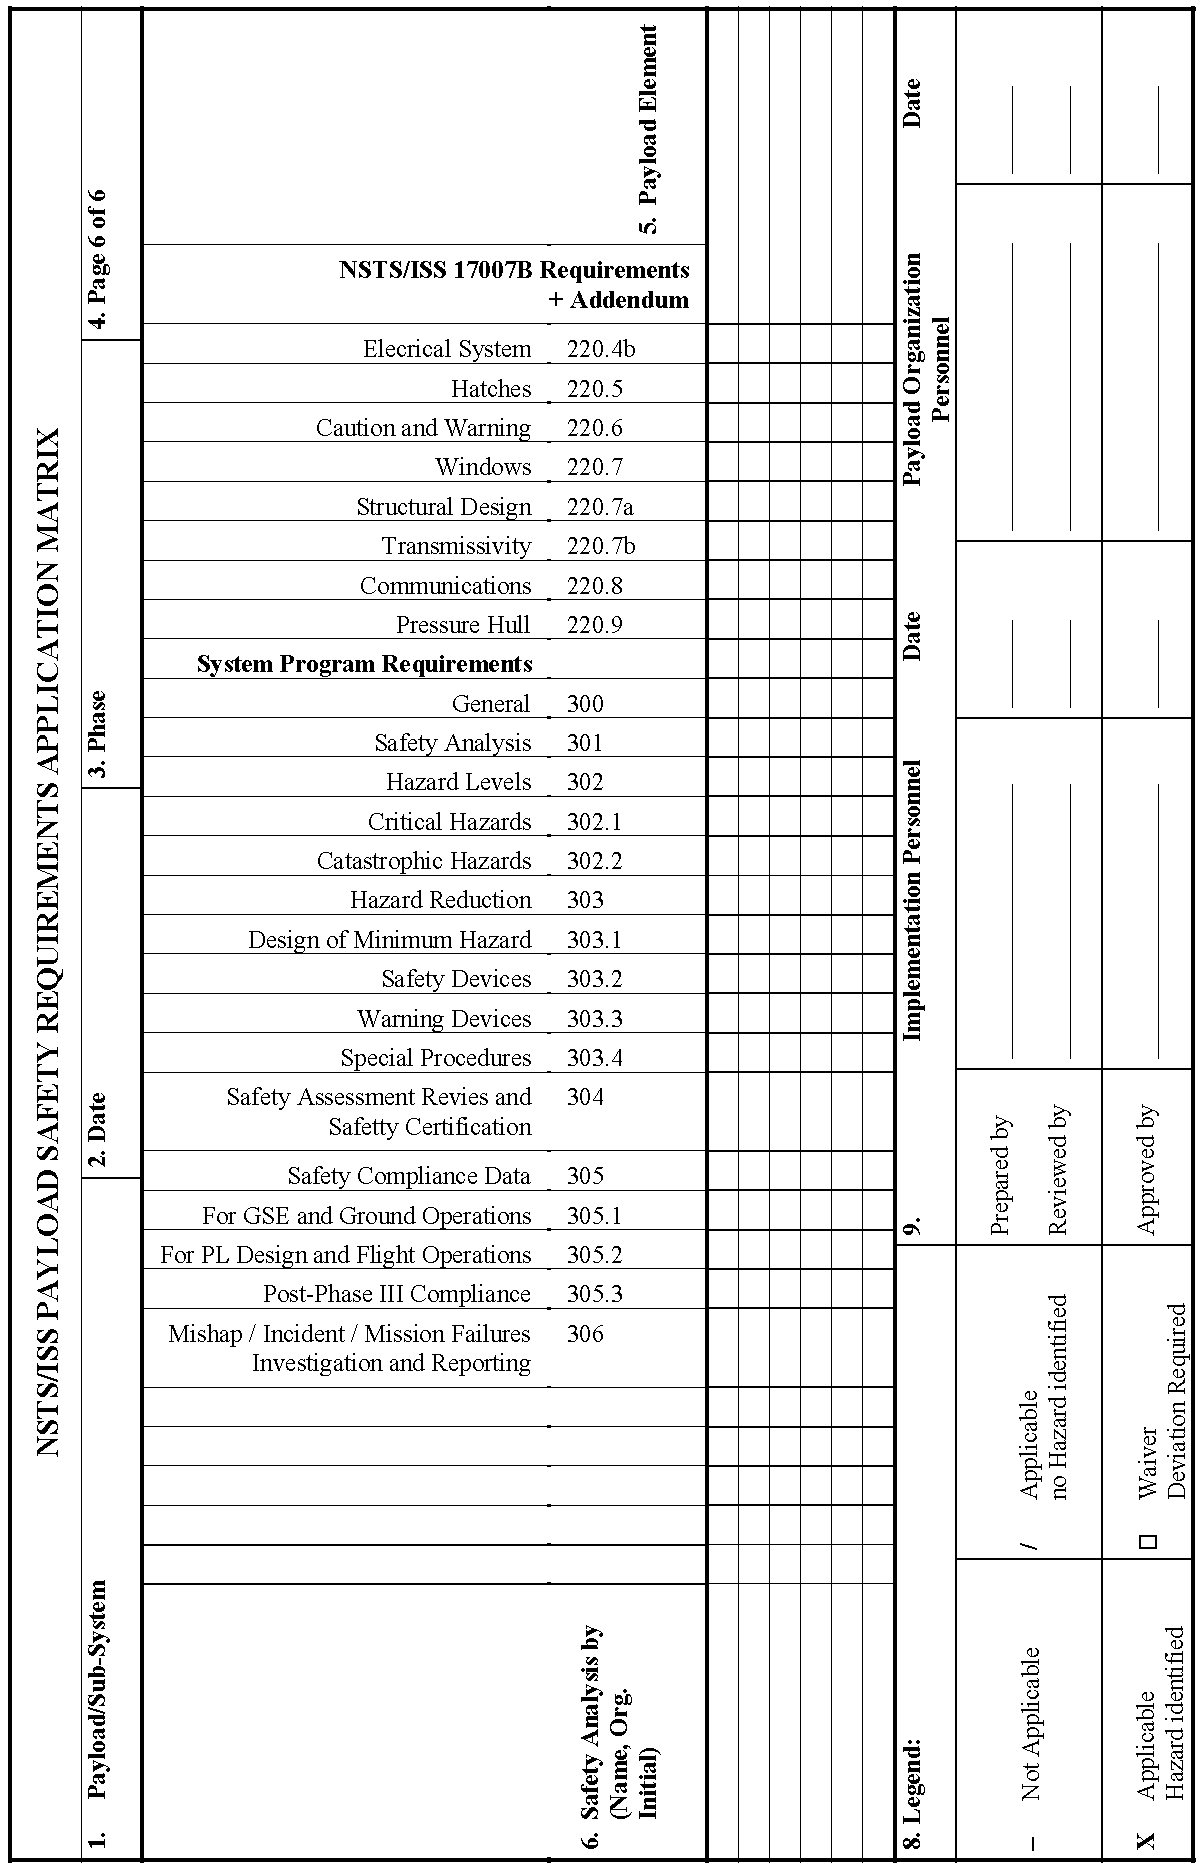 NSTS/ISS PAYLOAD SAFETY REQUIREMENTS APPLICATION MATRIX
1. Payload/Sub-System
2. Date
3. Phase
4. Page 6 of 6
5. Payload Element
NSTS/ISS 17007B Requirements
+ Addendum
Elecrical System 220.4b
Hatches 220.5
Caution and Warning 220.6
Windows 220.7
Structural Design 220.7a
Transmissivity 220.7b
Communications 220.8
Pressure Hull 220.9
System Program Requirements
General 300
Safety Analysis 301
Hazard Levels 302
Critical Hazards 302.1
Catastrophic Hazards 302.2
Hazard Reduction 303
Design of Minimum Hazard 303.1
Safety Devices 303.2
Warning Devices 303.3
Special Procedures 303.4
Safety Assessment Revies and 304
Safetty Certification
Safety Compliance Data 305
For GSE and Ground Operations 305.1
For PL Design and Flight Operations 305.2
Post-Phase III Compliance 305.3
Mishap / Incident / Mission Failures 306
Investigation and Reporting
6. Safety Analysis by
(Name, Org.
Initial)
8. Legend:
– Not Applicable
/ Applicable
no Hazard identified
X Applicable
Hazard identified
□ Waiver
Deviation Required
9. Implementation Personnel
Date
Payload Organization
Personnel
Date
Prepared by
Reviewed by
Approved by